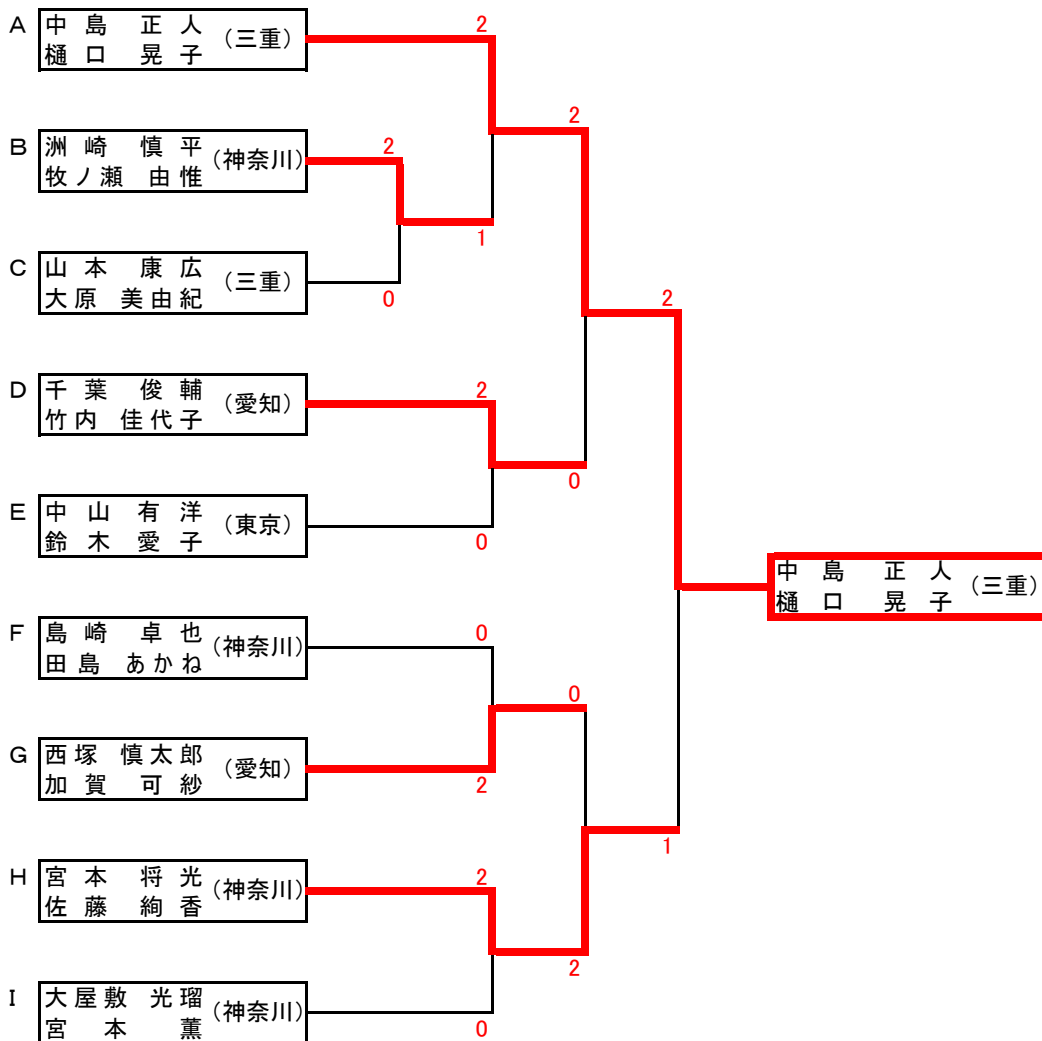 A 中島 正人 (三重)
樋口 晃子
2
B 洲崎 慎平 (神奈川)
牧ノ瀬 由惟
2
2
1
C 山本 康広 (三重)
大原 美由紀
0
2
D 千葉 俊輔 (愛知)
竹内 佳代子
2
0
E 中山 有洋 (東京)
鈴木 愛子
0
中島 正人 (三重)
樋口 晃子
F 島崎 卓也 (神奈川)
田島 あかね
0
0
G 西塚 慎太郎 (愛知)
加賀 可紗
2
1
H 宮本 将光 (神奈川)
佐藤 絢香
2
2
I 大屋敷 光瑠 (神奈川)
宮本 薫
0